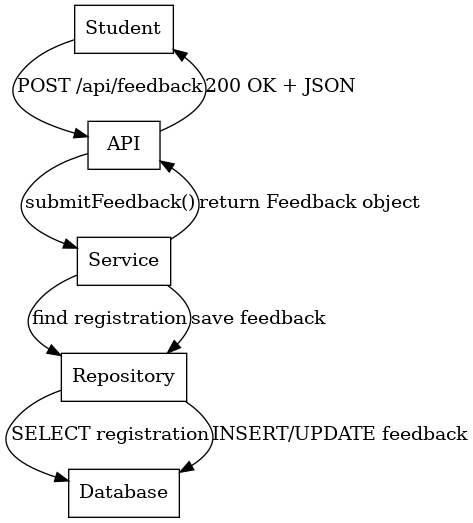 Student
POST /api/feedback
200 OK + JSON
API
submitFeedback()
return Feedback object
Service
find registration
save feedback
Repository
SELECT registration
INSERT/UPDATE feedback
Database